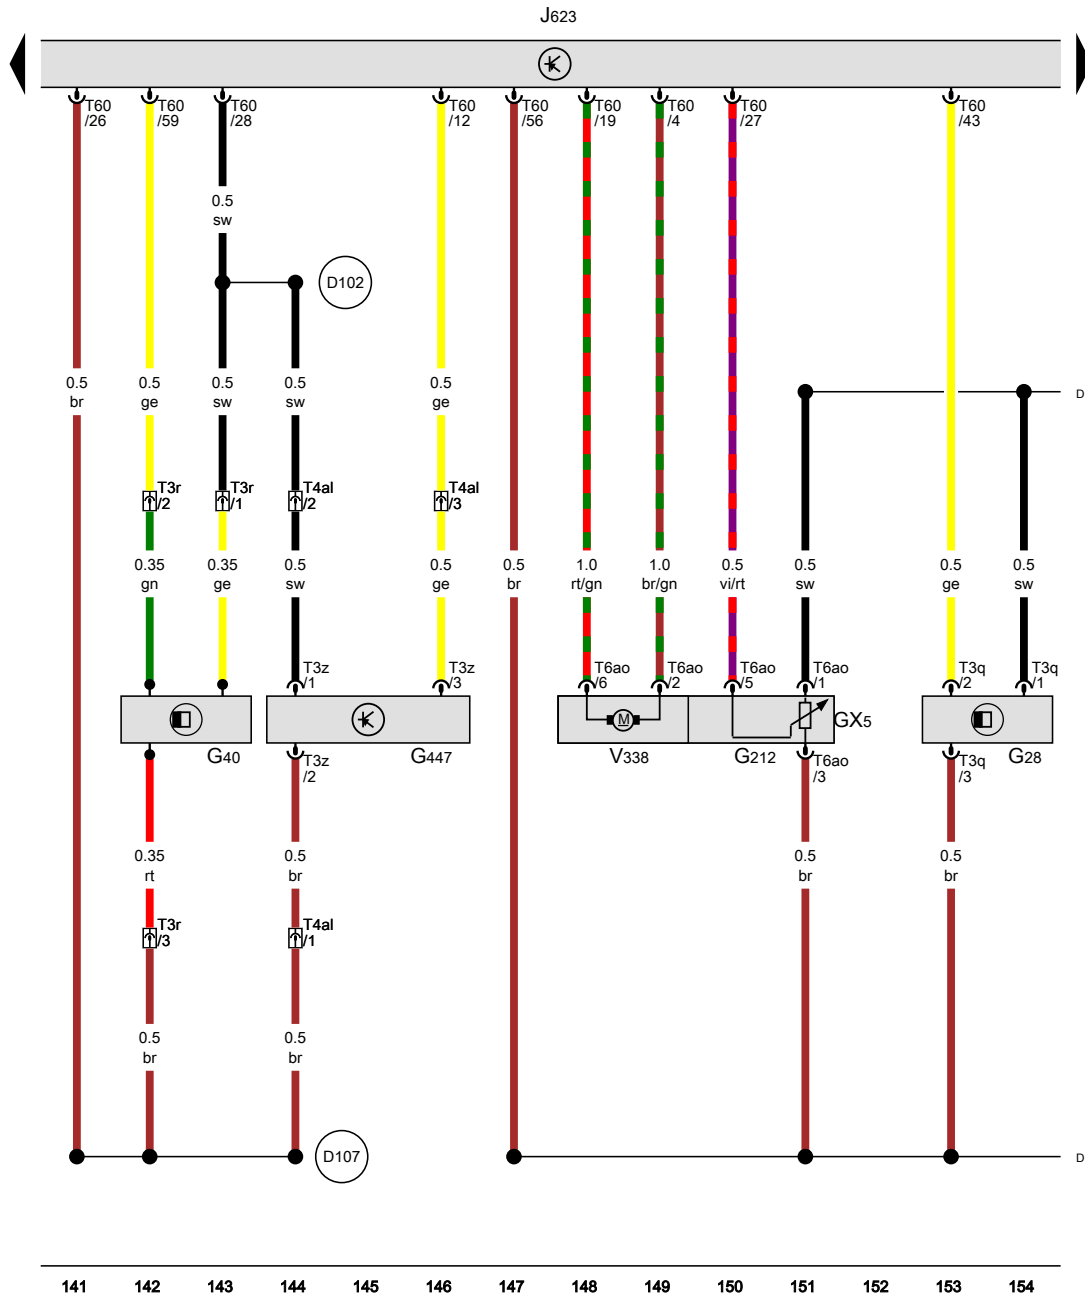 J623
T60 T60 T60 T60 T60 T60 T60 T60 T60
/26 /59 /28 /12 /56 /19 /4 /27 /43
0.5
sw
D102
0.5 0.5 0.5 0.5 0.5
br ge sw sw ge
D
T3r T3r T4al T4al
/2 /1 /2 /3
0.35 0.35 0.5 0.5 0.5 1.0 1.0 0.5 0.5 0.5 0.5
gn ge sw ge br rt/gn br/gn vi/rt sw ge sw
T3z T3z T6ao T6ao T6ao T6ao T3q T3q
/1 /3 /6 /2 /5 /1 /2 /1
M
GX5
G40 G447 V338 G212 G28
T3z T6ao T3q
/2 /3 /3
0.35 0.5 0.5 0.5
rt br br br
T3r T4al
/3 /1
0.5 0.5
br br
D107
D
141 142 143 144 145 146 147 148 149 150 151 152 153 154